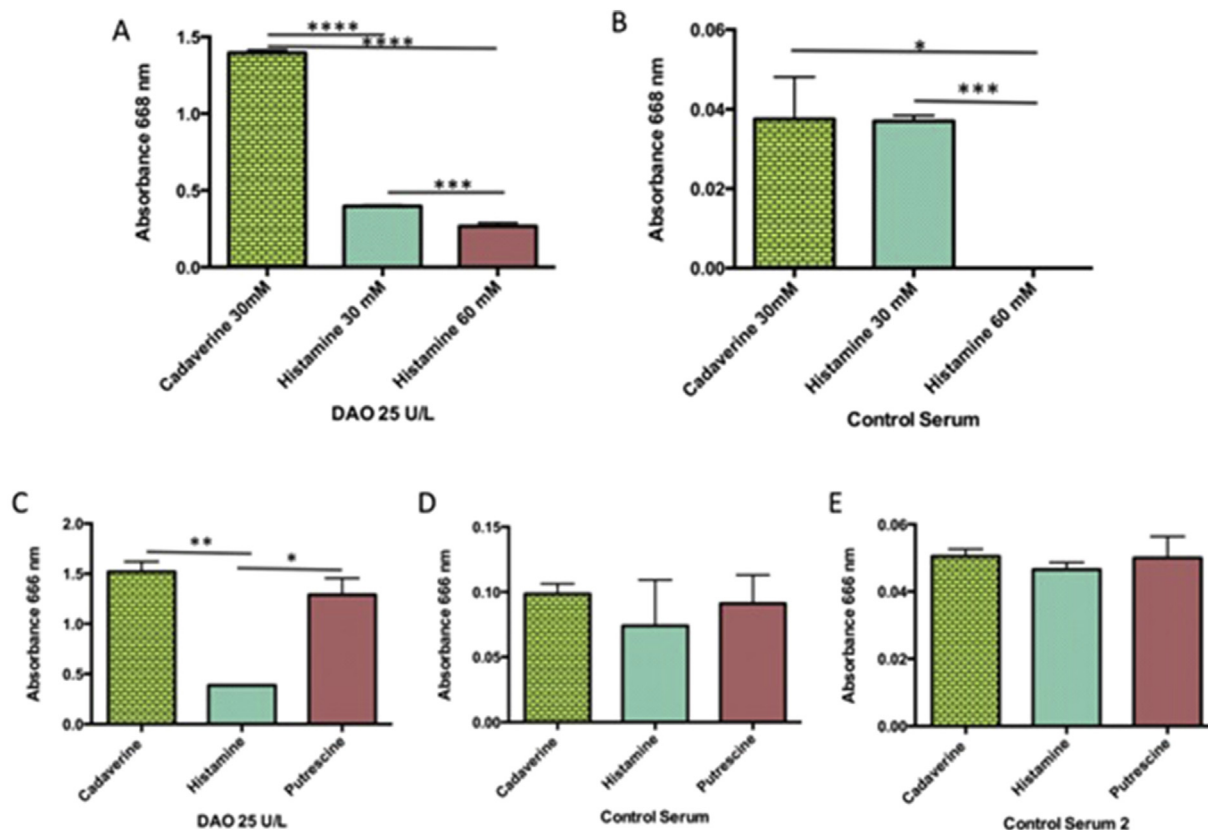 A
Absorbance 668 nm
1.5
1.0
0.5
0.0
****
****
***
Cadaverine 30mM
Histamine 30 mM
Histamine 60 mM
DAO 25 U/L
B
Absorbance 668 nm
0.06
0.04
0.02
0.00
*
***
Cadaverine 30mM
Histamine 30 mM
Histamine 60 mM
Control Serum
C
Absorbance 666 nm
2.0
1.5
1.0
0.5
0.0
**
*
Cadaverine
Histamine
Putrescine
DAO 25 U/L
D
Absorbance 666 nm
0.15
0.10
0.05
0.00
Cadaverine
Histamine
Putrescine
Control Serum
E
Absorbance 666 nm
0.06
0.04
0.02
0.00
Cadaverine
Histamine
Putrescine
Control Serum 2